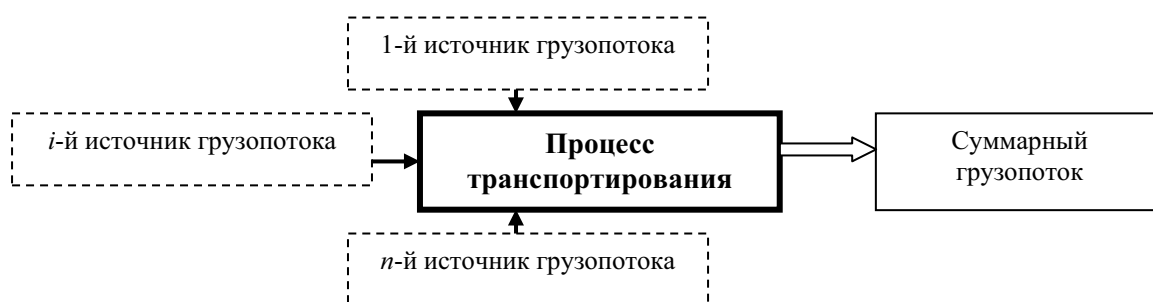 1-й источник грузопотока
i-й источник грузопотока
Процесс
транспортирования
Суммарный
грузопоток
n-й источник грузопотока